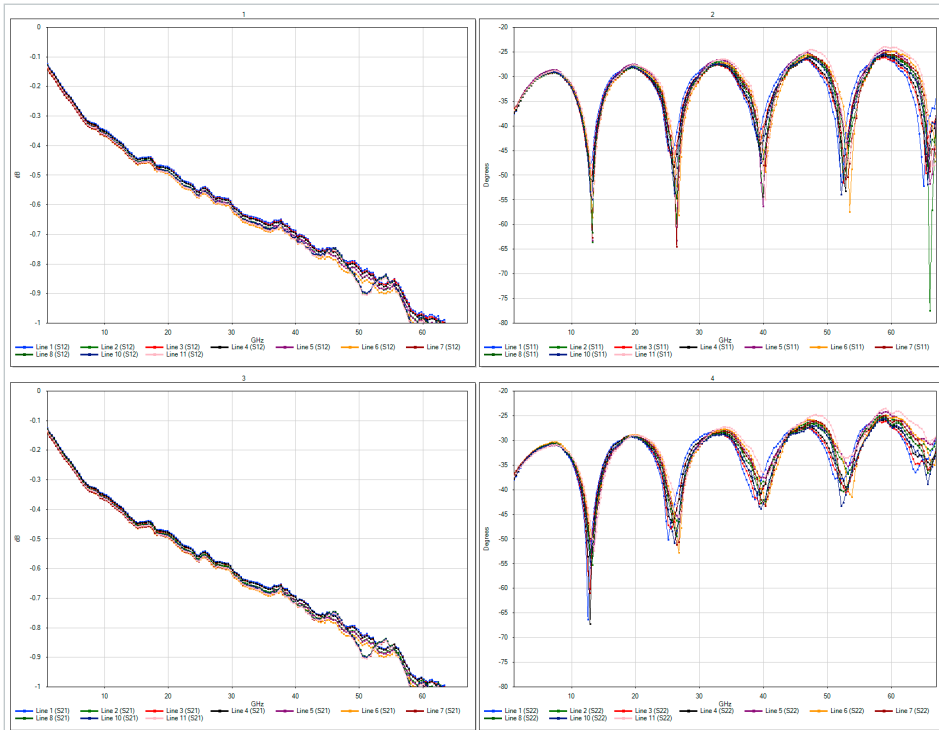 1
0
-0.1
-0.2
-0.3
-0.4
-0.5
-0.6
-0.7
-0.8
-0.9
-1
dB
10 20 30 40 50 60
GHz
Line 1 (S12) Line 2 (S12) Line 3 (S12) Line 4 (S12) Line 5 (S12) Line 6 (S12) Line 7 (S12)
Line 8 (S12) Line 10 (S12) Line 11 (S12)
2
-20
-25
-30
-35
-40
-45
-50
-55
-60
-65
-70
-75
-80
Degrees
10 20 30 40 50 60
GHz
Line 1 (S11) Line 2 (S11) Line 3 (S11) Line 4 (S11) Line 5 (S11) Line 6 (S11) Line 7 (S11)
Line 8 (S11) Line 10 (S11) Line 11 (S11)
3
0
-0.1
-0.2
-0.3
-0.4
-0.5
-0.6
-0.7
-0.8
-0.9
-1
dB
10 20 30 40 50 60
GHz
Line 1 (S21) Line 2 (S21) Line 3 (S21) Line 4 (S21) Line 5 (S21) Line 6 (S21) Line 7 (S21)
Line 8 (S21) Line 10 (S21) Line 11 (S21)
4
-20
-25
-30
-35
-40
-45
-50
-55
-60
-65
-70
-75
-80
Degrees
10 20 30 40 50 60
GHz
Line 1 (S22) Line 2 (S22) Line 3 (S22) Line 4 (S22) Line 5 (S22) Line 6 (S22) Line 7 (S22)
Line 8 (S22) Line 10 (S22) Line 11 (S22)